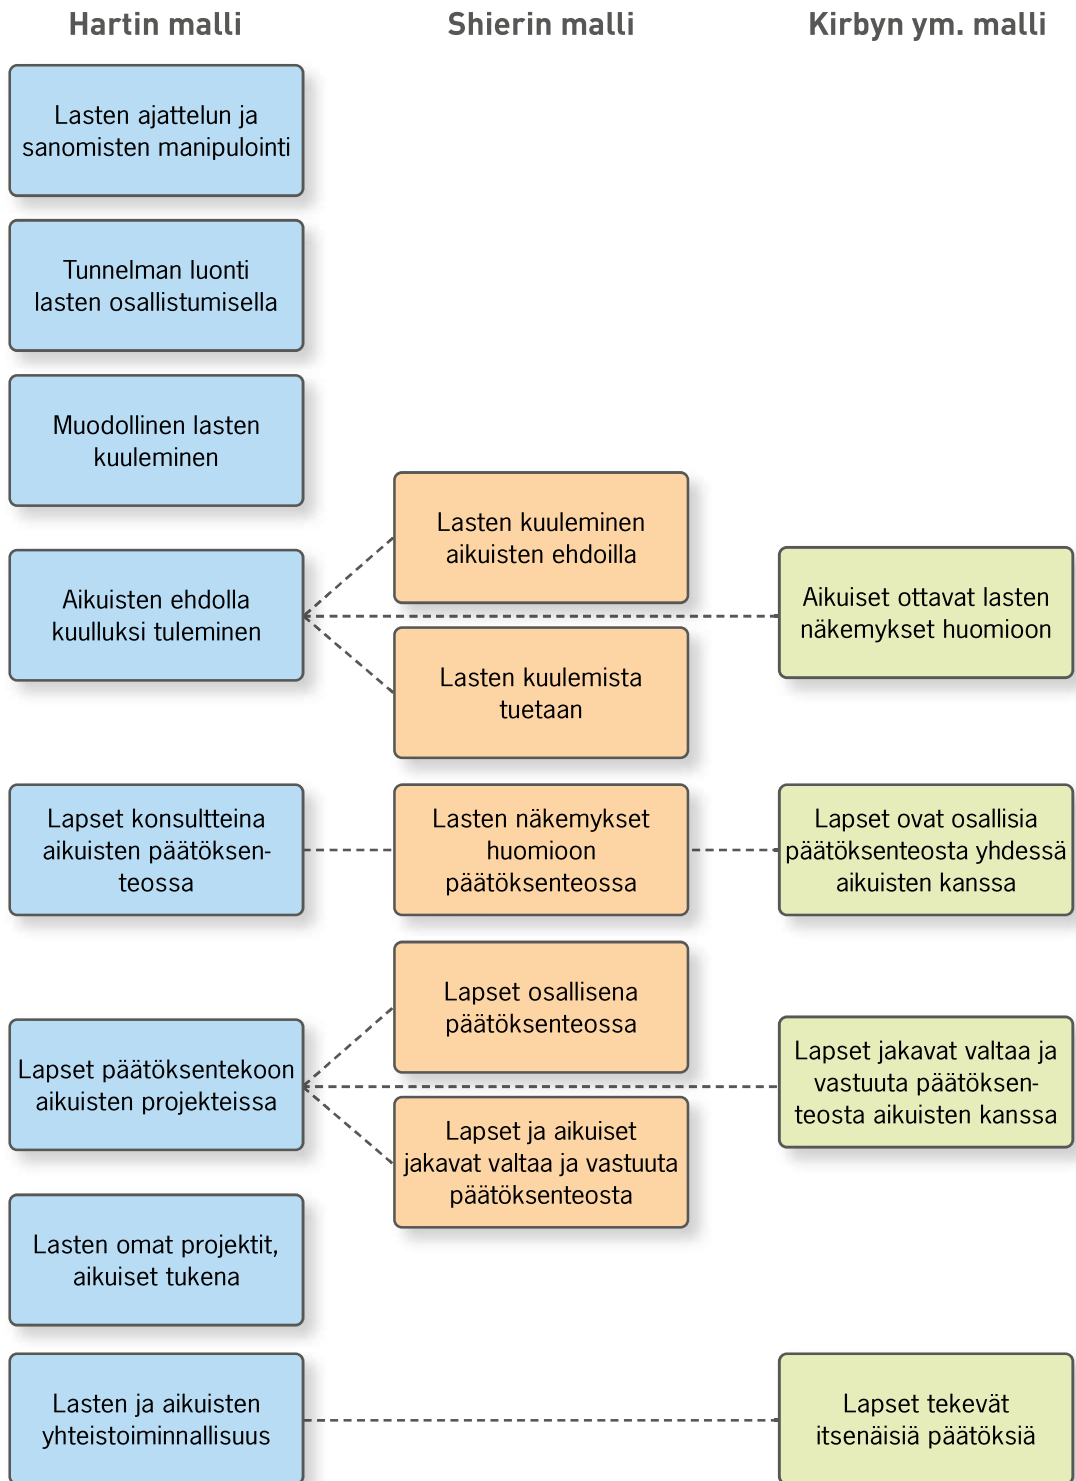 Hartin malli
Shierin malli
Kirbyn ym. malli
Lasten ajattelun ja
sanomisten manipulointi
Tunnelman luonti
lasten osallistumisella
Muodollinen lasten
kuuleminen
Lasten kuuleminen
aikuisten ehdoilla
Aikuisten ehdolla
kuulluksi tuleminen
Aikuiset ottavat lasten
näkemykset huomioon
Lasten kuulemista
tuetaan
Lapset konsultteina
aikuisten päätöksen-
teossa
Lasten näkemykset
huomioon
päätöksenteossa
Lapset ovat osallisia
päätöksenteosta yhdessä
aikuisten kanssa
Lapset osallisena
päätöksenteossa
Lapset päätöksentekoon
aikuisten projekteissa
Lapset jakavat valtaa ja
vastuuta päätöksen-
teosta aikuisten kanssa
Lapset ja aikuiset
jakavat valtaa ja vastuuta
päätöksenteosta
Lasten omat projektit,
aikuiset tukena
Lasten ja aikuisten
yhteistoiminnallisuus
Lapset tekevät
itsenäisiä päätöksiä